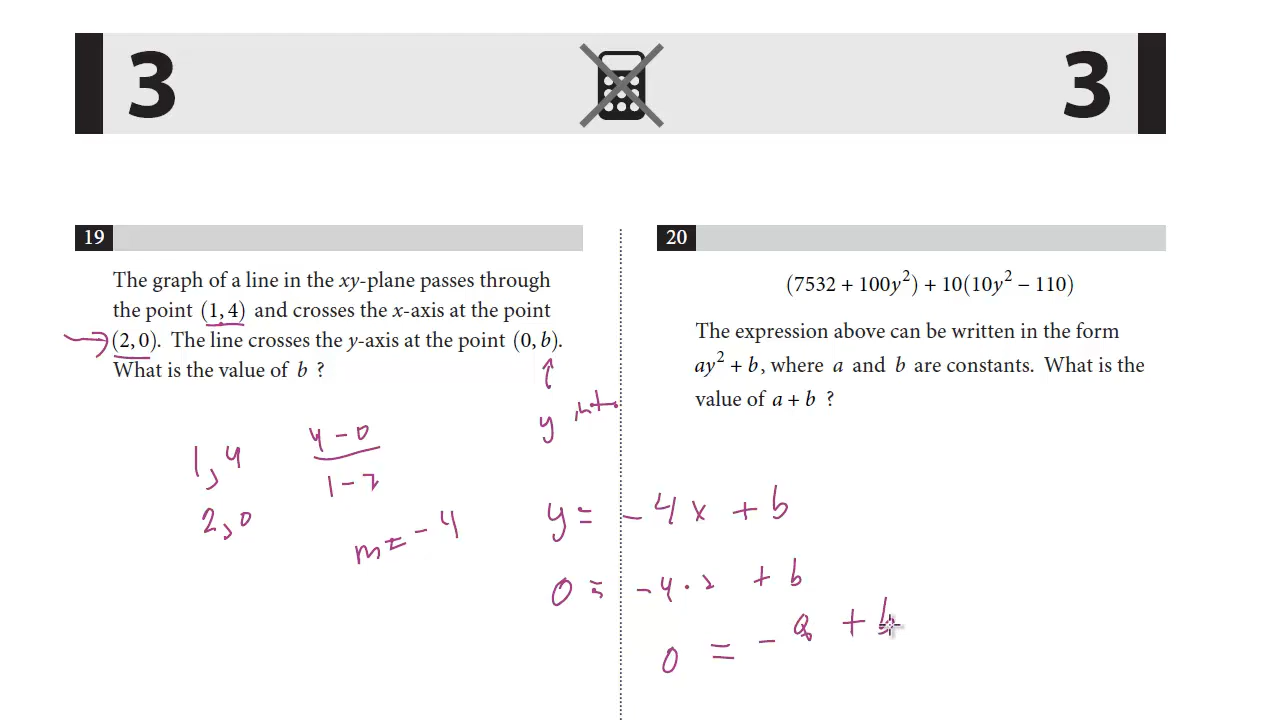 3 3
19
The graph of a line in the xy-plane passes through
the point (1, 4) and crosses the x-axis at the point
(2, 0). The line crosses the y-axis at the point (0, b).
What is the value of b ?
1, 4
2, 0
4 - 0
1 - 2
m = - 4
y int.
y = - 4x + b
0 = -4 · 2 + b
0 = - 8 + b
20
(7532 + 100y²) + 10(10y² − 110)
The expression above can be written in the form
ay² + b, where a and b are constants. What is the
value of a + b ?